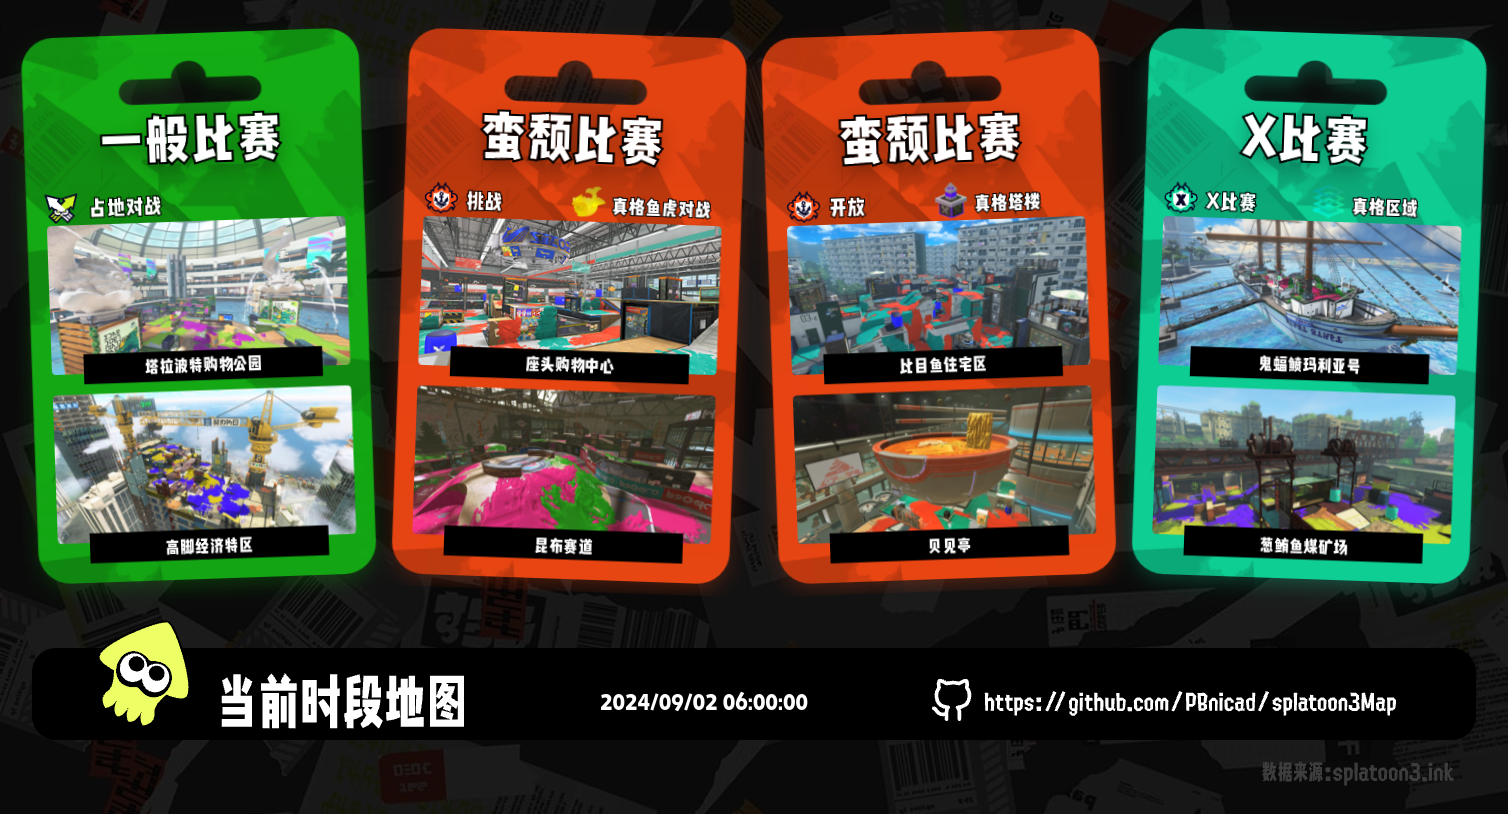 一般比赛
占地对战
塔拉波特购物公园
高脚经济特区
蛮颓比赛
挑战
真格鱼虎对战
座头购物中心
昆布赛道
蛮颓比赛
开放
真格塔楼
比目鱼住宅区
贝见亭
X比赛
X比赛
真格区域
鬼蝠鲼玛利亚号
葱鲔鱼煤矿场
当前时段地图
2024/09/02 06:00:00
https://github.com/PBnicad/splatoon3Map
数据来源:splatoon3.ink